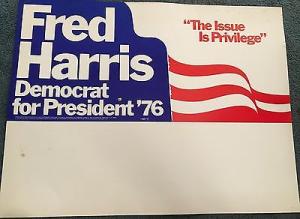 Fred
Harris
Democrat
for President '76
"The Issue
Is Privilege"